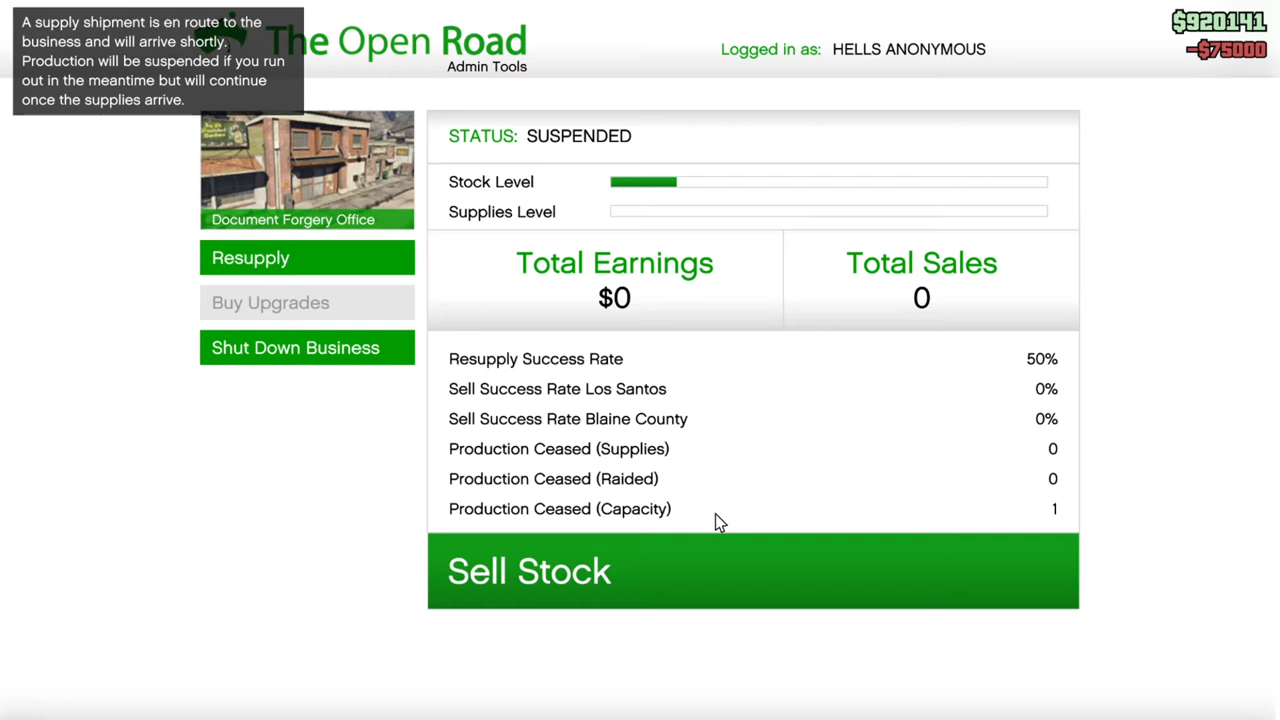 A supply shipment is en route to the
business and will arrive shortly.
Production will be suspended if you run
out in the meantime but will continue
once the supplies arrive.
The Open Road
Admin Tools
Logged in as: HELLS ANONYMOUS
$920141
-$75000
Document Forgery Office
Resupply
Buy Upgrades
Shut Down Business
STATUS: SUSPENDED
Stock Level
Supplies Level
Total Earnings
$0
Total Sales
0
Resupply Success Rate 50%
Sell Success Rate Los Santos 0%
Sell Success Rate Blaine County 0%
Production Ceased (Supplies) 0
Production Ceased (Raided) 0
Production Ceased (Capacity) 1
Sell Stock